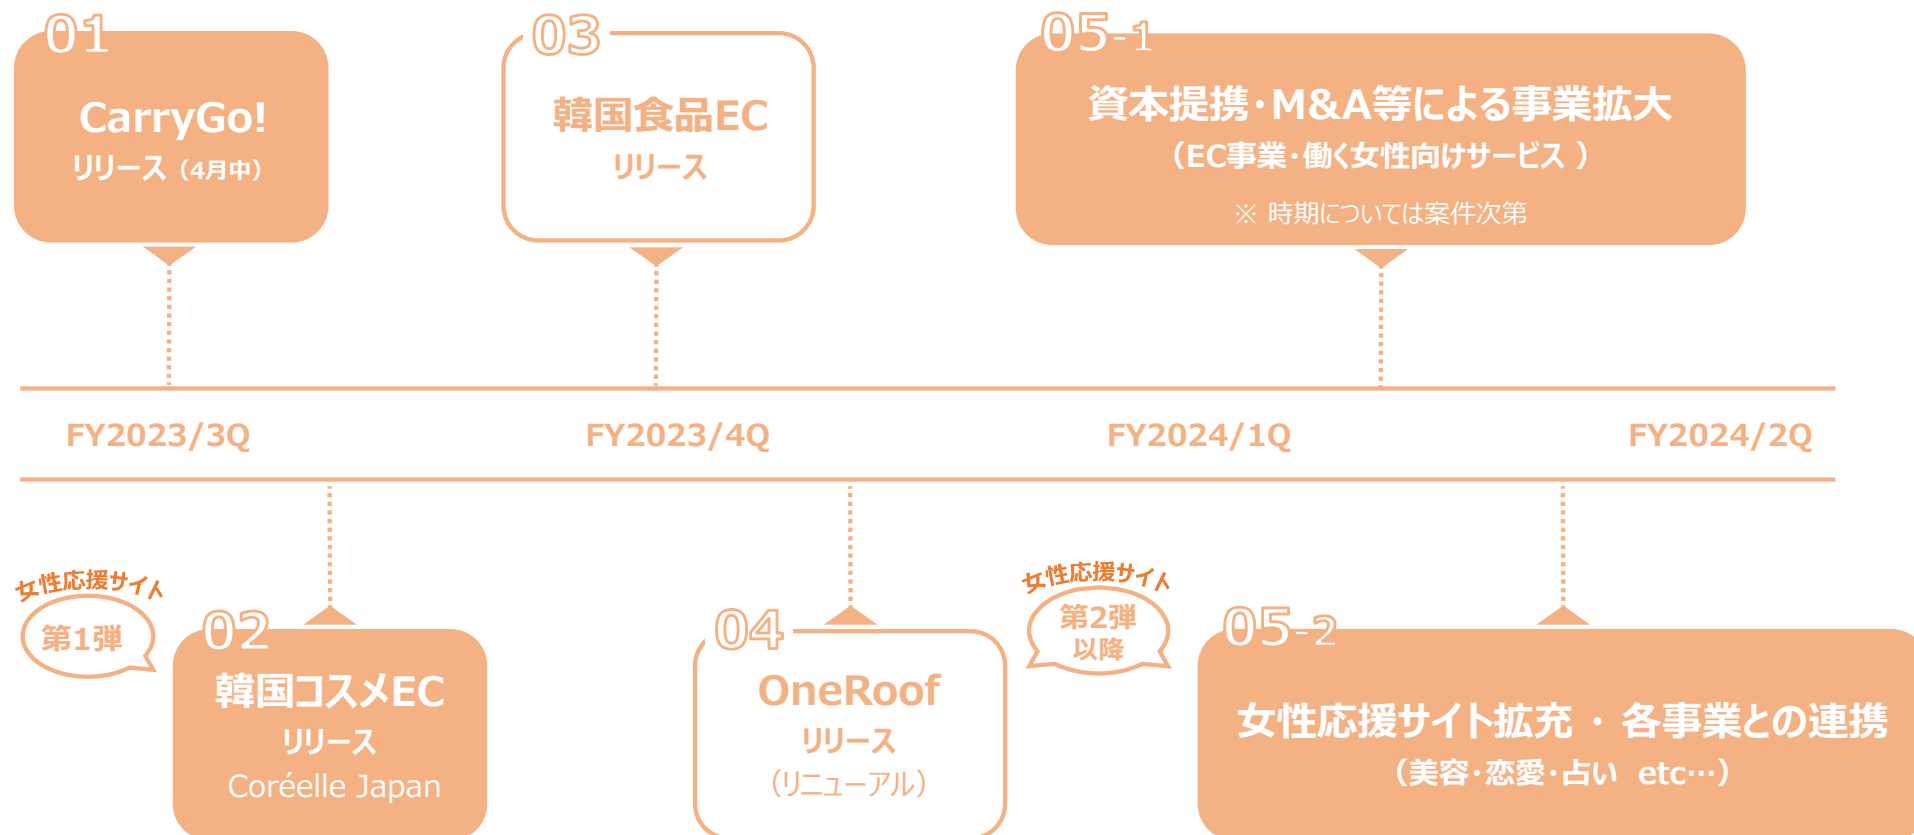 01
CarryGo!
リリース（4月中）
03
韓国食品EC
リリース
05-1
資本提携・M&A等による事業拡大
（EC事業・働く女性向けサービス ）
※ 時期については案件次第
FY2023/3Q
FY2023/4Q
FY2024/1Q
FY2024/2Q
女性応援サイト
第1弾
02
韓国コスメEC
リリース
Coréelle Japan
04
OneRoof
リリース
（リニューアル）
女性応援サイト
第2弾
以降
05-2
女性応援サイト拡充 ・ 各事業との連携
（美容・恋愛・占い etc…）